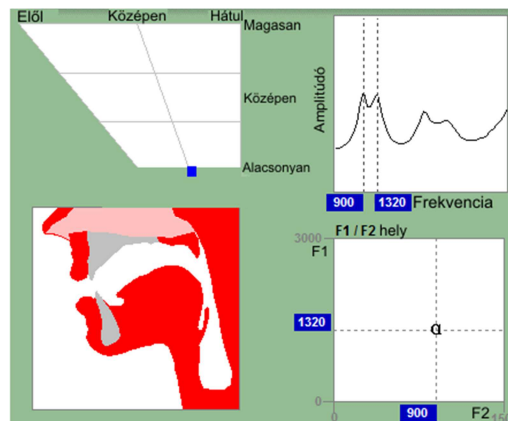 Elől Középen Hátul
Magasan
Középen
Alacsonyan
Amplitúdó
900 1320 Frekvencia
F1 / F2 hely
3000
F1
1320
α
0
0 900 F2 150